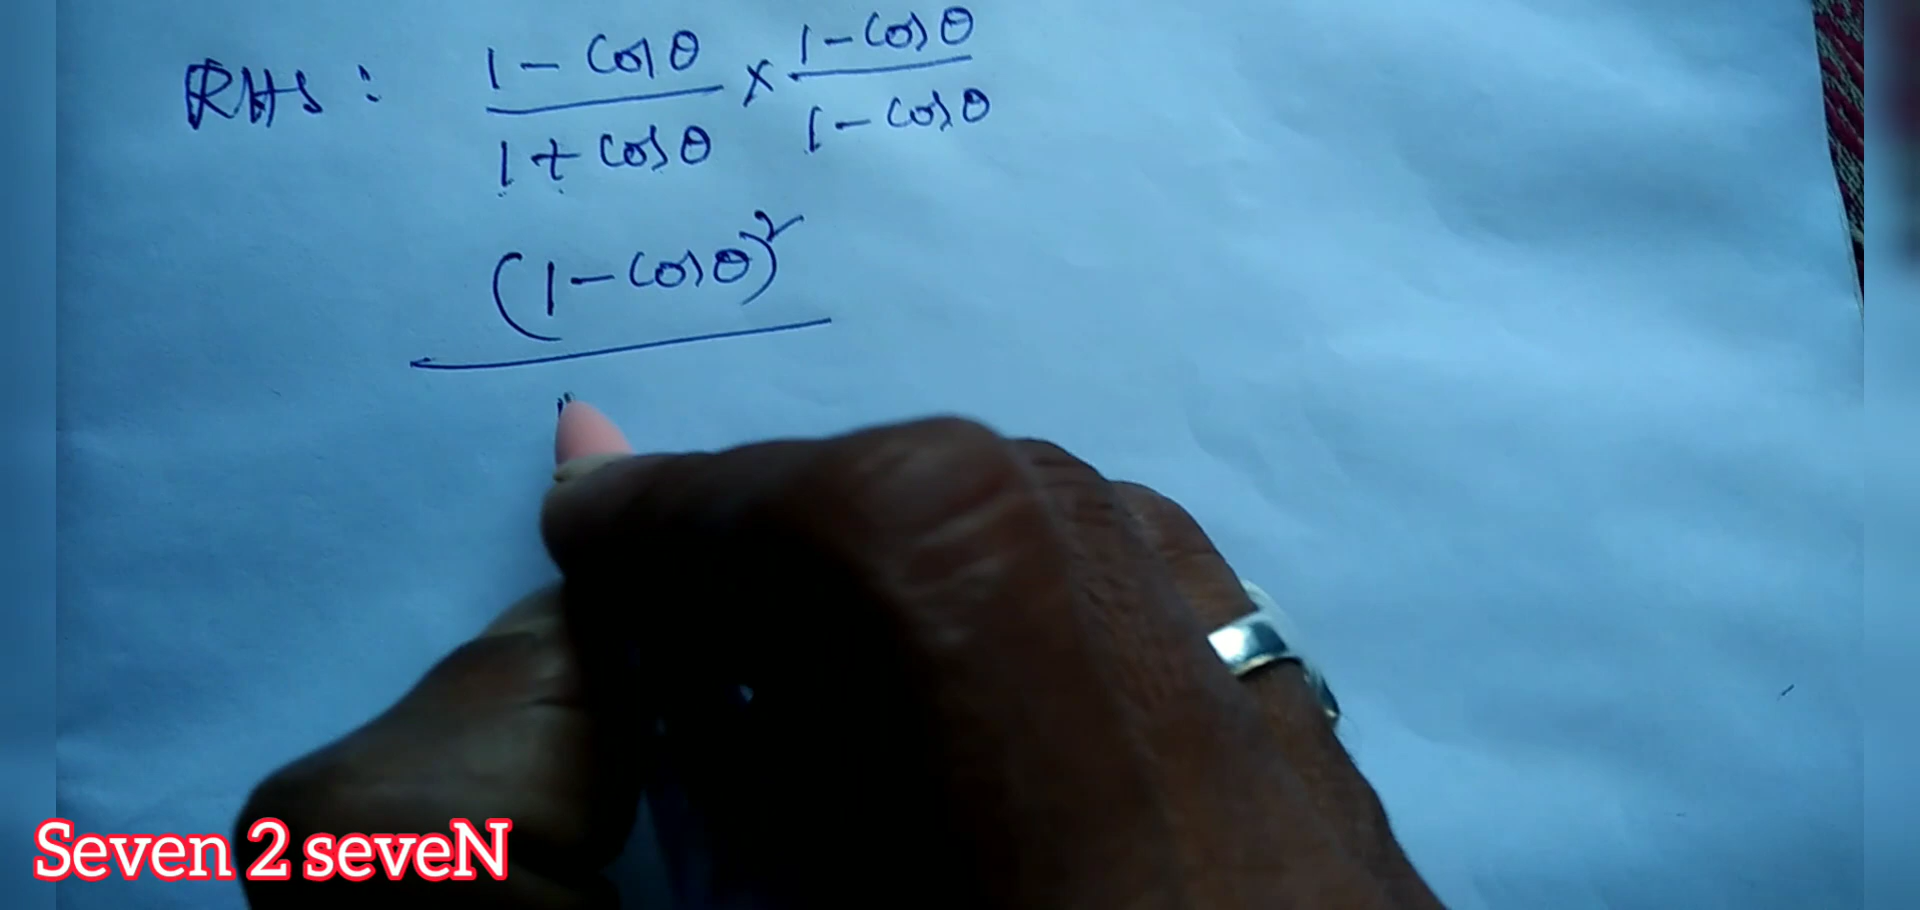 RHS : (1 - Cos θ)/(1 + Cos θ) × (1 - Cos θ)/(1 - Cos θ)
(1 - Cos θ)²
Seven 2 seveN